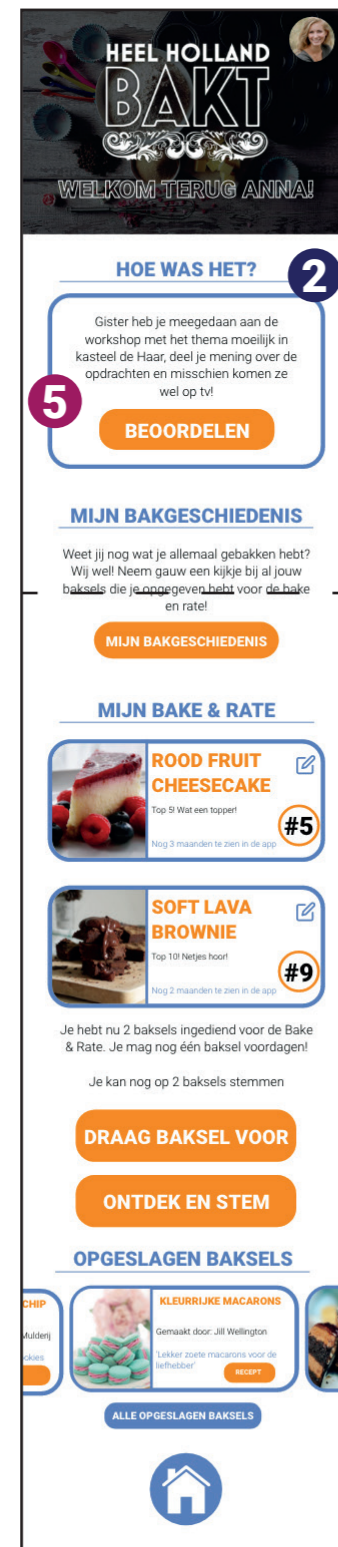 HEEL HOLLAND
BAKT
WELKOM TERUG ANNA!
HOE WAS HET?
2
Gister heb je meegedaan aan de
workshop met het thema moeilijk in
kasteel de Haar, deel je mening over de
opdrachten en misschien komen ze
wel op tv!
5
BEOORDELEN
MIJN BAKGESCHIEDENIS
Weet jij nog wat je allemaal gebakken hebt?
Wij wel! Neem gauw een kijkje bij al jouw
baksels die je opgegeven hebt voor de bake
en rate!
MIJN BAKGESCHIEDENIS
MIJN BAKE & RATE
ROOD FRUIT
CHEESECAKE
Top 5! Wat een topper!
#5
Nog 3 maanden te zien in de app
SOFT LAVA
BROWNIE
Top 10! Netjes hoor!
#9
Nog 2 maanden te zien in de app
Je hebt nu 2 baksels ingediend voor de Bake
& Rate. Je mag nog één baksel voordagen!
Je kan nog op 2 baksels stemmen
DRAAG BAKSEL VOOR
ONTDEK EN STEM
OPGESLAGEN BAKSELS
CHIP
Mulderij
ockies
KLEURRIJKE MACARONS
Gemaakt door: Jill Wellington
'Lekker zoete macarons voor de
liefhebber'
RECEPT
ALLE OPGESLAGEN BAKSELS